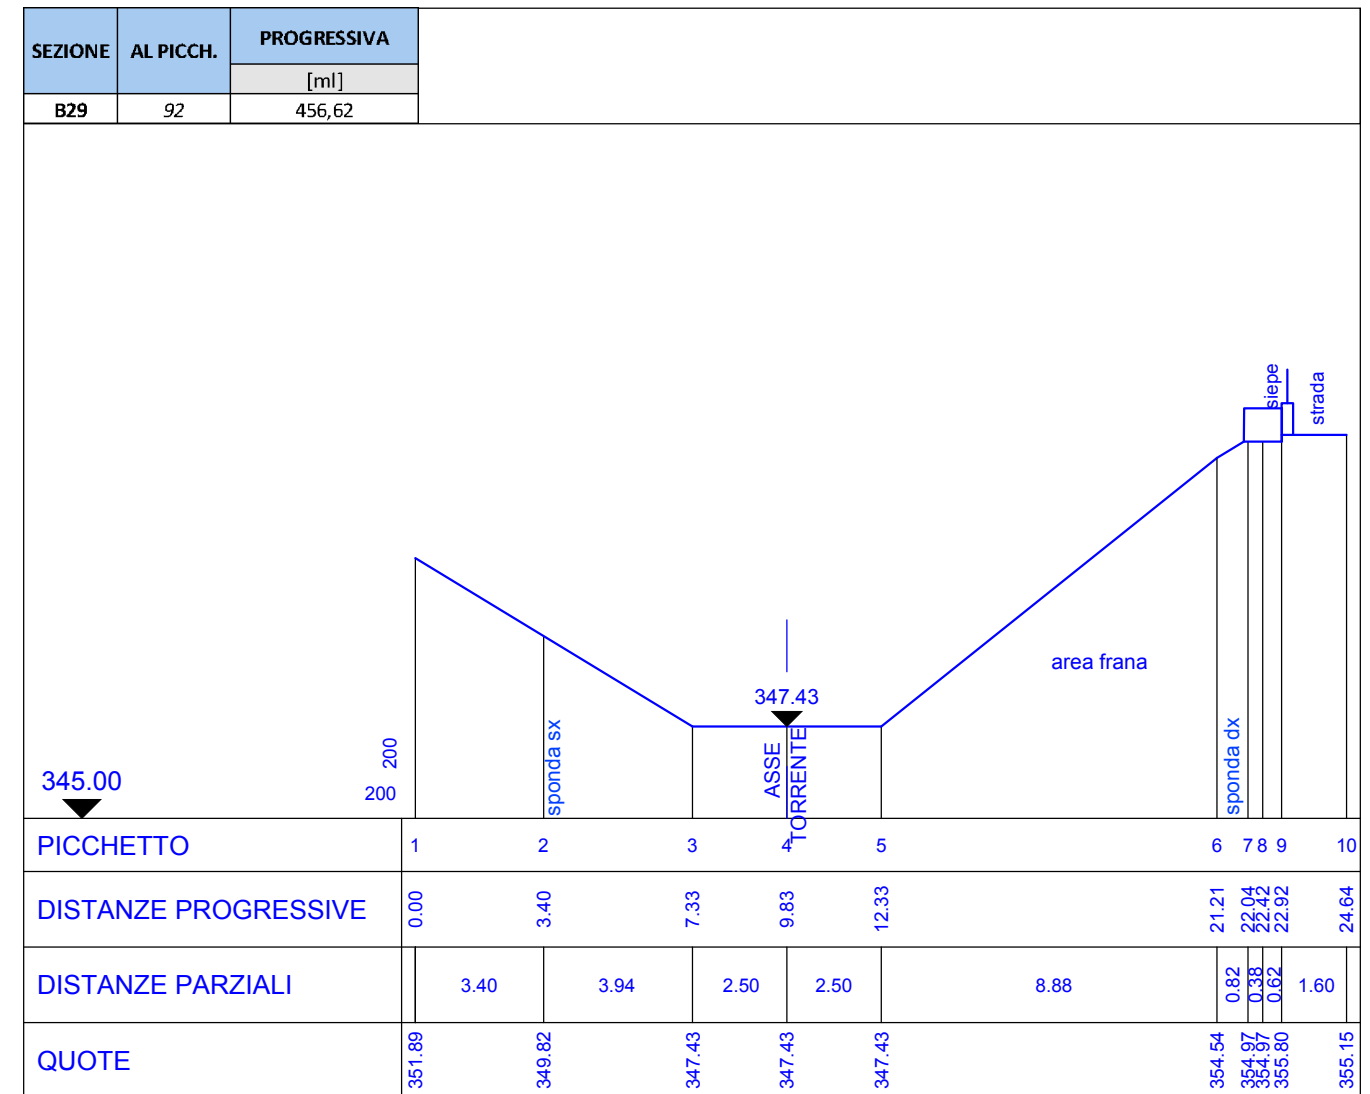 SEZIONE AL PICCH. PROGRESSIVA
[ml]
B29 92 456,62
siepe
strada
area frana
347.43
sponda sx
ASSE
TORRENTE
sponda dx
200
200
345.00
PICCHETTO 1 2 3 4 5 6 7 8 9 10
DISTANZE PROGRESSIVE 0.00 3.40 7.33 9.83 12.33 21.21 22.04 22.42 22.92 24.64
DISTANZE PARZIALI 3.40 3.94 2.50 2.50 8.88 0.82 0.38 0.62 1.60
QUOTE 351.89 349.82 347.43 347.43 347.43 354.54 354.97 354.97 355.80 355.15